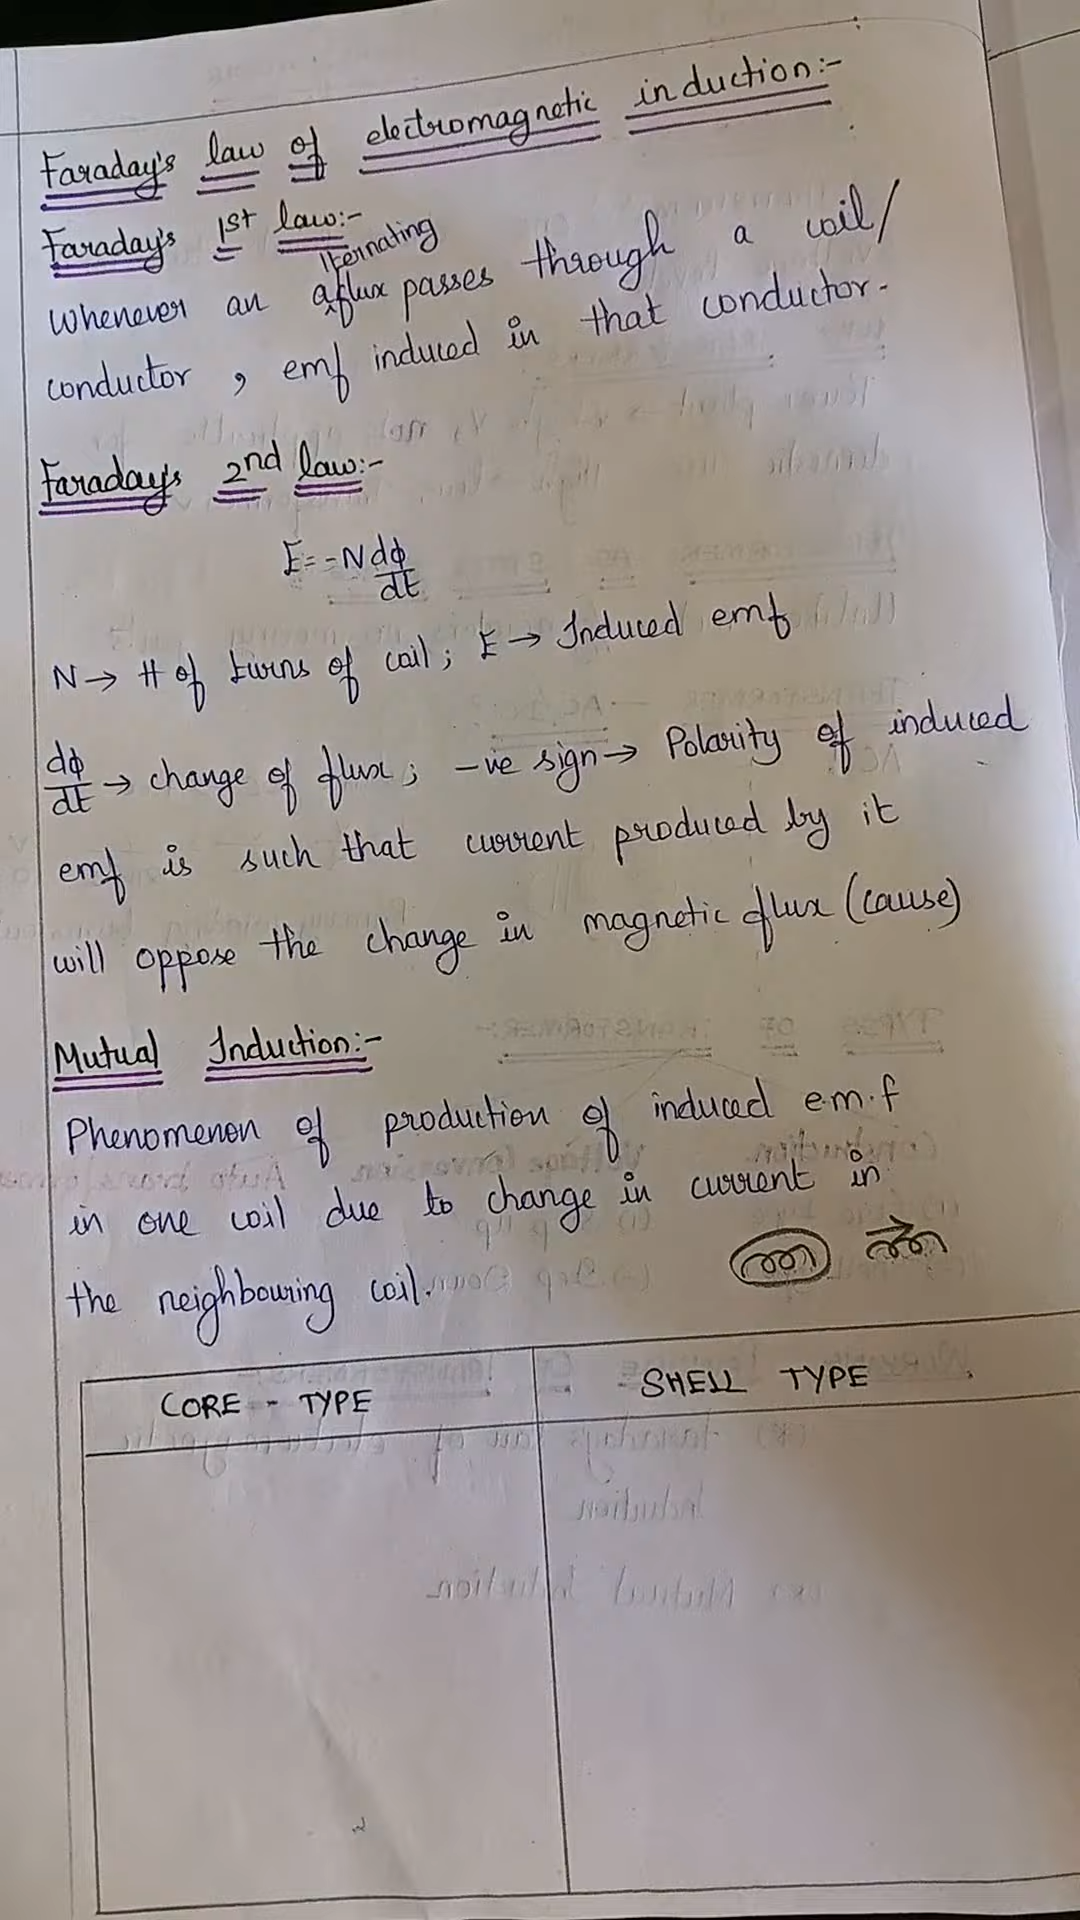 Faraday's law of electromagnetic induction:-
Faraday's 1st law:-
lternating
Whenever an a flux passes through a coil/
conductor , emf induced in that conductor.
Faraday's 2nd law:-
E = -N dϕ/dt
N → # of turns of coil; E → Induced emf
dϕ/dt → change of flux; -ve sign → Polarity of induced
emf is such that current produced by it
will oppose the change in magnetic flux (cause)
Mutual Induction:-
Phenomenon of production of induced e.m.f
in one coil due to change in current in
the neighbouring coil.
CORE - TYPE
SHELL TYPE